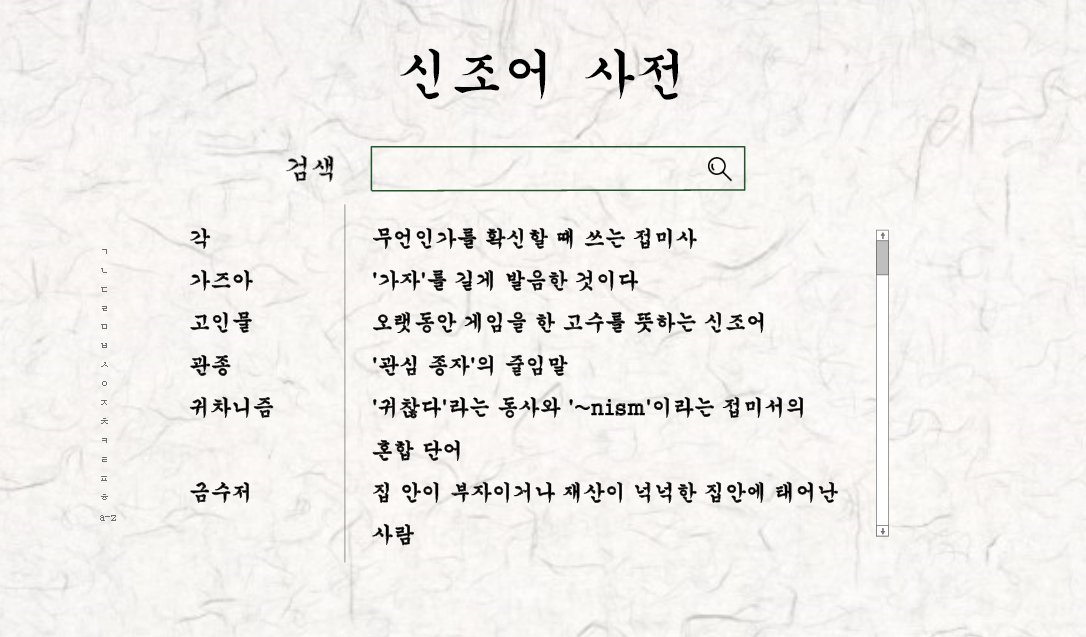 신조어 사전
검색
각 무언인가를 확신할 때 쓰는 접미사
가즈아 '가자'를 길게 발음한 것이다
고인물 오랫동안 게임을 한 고수를 뜻하는 신조어
관종 '관심 종자'의 줄임말
귀차니즘 '귀찮다'라는 동사와 '~nism'이라는 접미서의
혼합 단어
금수저 집 안이 부자이거나 재산이 넉넉한 집안에 태어난
사람
ㄱ
ㄴ
ㄷ
ㄹ
ㅁ
ㅂ
ㅅ
ㅇ
ㅈ
ㅊ
ㅋ
ㅌ
ㅍ
ㅎ
a-z